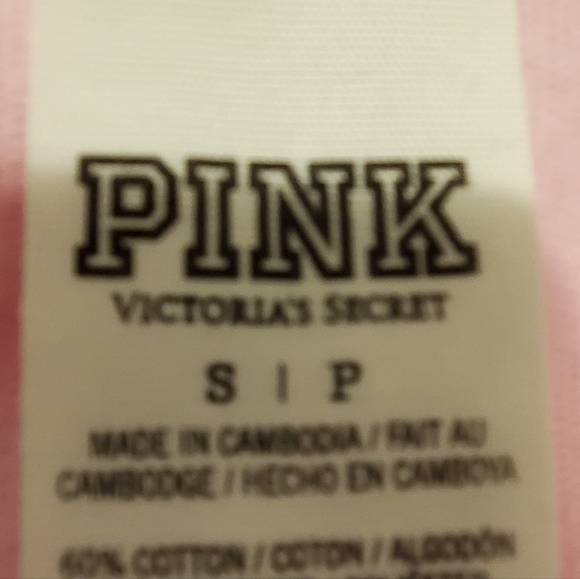 PINK
VICTORIA'S SECRET
S | P
MADE IN CAMBODIA / FAIT AU
CAMBODGE / HECHO EN CAMBOYA
60% COTTON / COTON / ALGODÓN